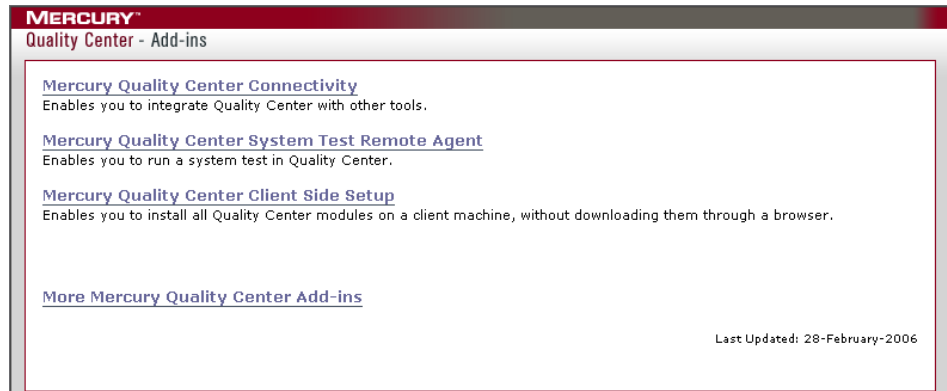 MERCURY™
Quality Center - Add-ins
Mercury Quality Center Connectivity
Enables you to integrate Quality Center with other tools.
Mercury Quality Center System Test Remote Agent
Enables you to run a system test in Quality Center.
Mercury Quality Center Client Side Setup
Enables you to install all Quality Center modules on a client machine, without downloading them through a browser.
More Mercury Quality Center Add-ins
Last Updated: 28-February-2006